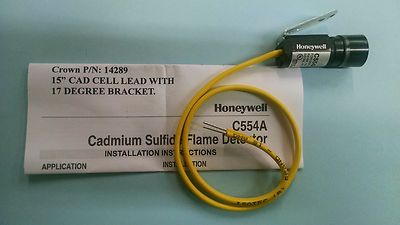 Crown P/N: 14289
15" CAD CELL LEAD WITH
17 DEGREE BRACKET.
Honeywell
Honeywell
C554A
Cadmium Sulfide Flame Detector
INSTALLATION INSTRUCTIONS
APPLICATION
INSTALLATION